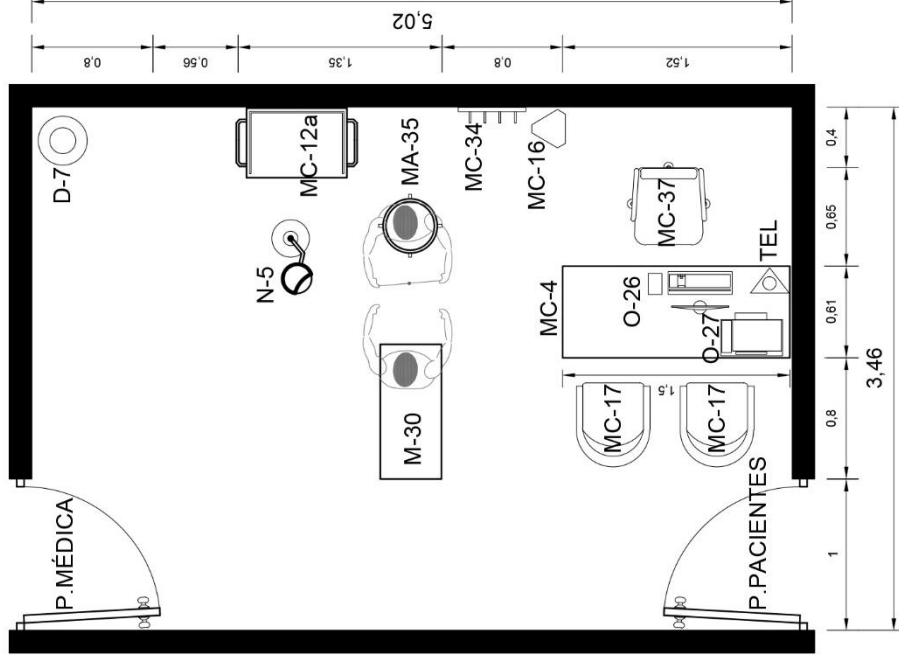 5,02
0,8
0,56
1,35
0,8
1,52
D-7
MC-12a
MA-35
MC-34
MC-16
N-5
MC-37
MC-4
O-26
TEL
O-27
M-30
MC-17
MC-17
1,5
P.MÉDICA
P.PACIENTES
0,4
0,65
0,61
0,8
1
3,46